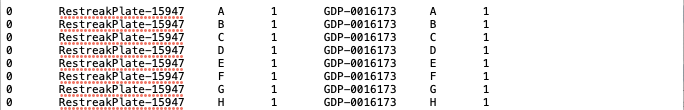 0 RestreakPlate-15947 A 1 GDP-0016173 A 1
0 RestreakPlate-15947 B 1 GDP-0016173 B 1
0 RestreakPlate-15947 C 1 GDP-0016173 C 1
0 RestreakPlate-15947 D 1 GDP-0016173 D 1
0 RestreakPlate-15947 E 1 GDP-0016173 E 1
0 RestreakPlate-15947 F 1 GDP-0016173 F 1
0 RestreakPlate-15947 G 1 GDP-0016173 G 1
0 RestreakPlate-15947 H 1 GDP-0016173 H 1